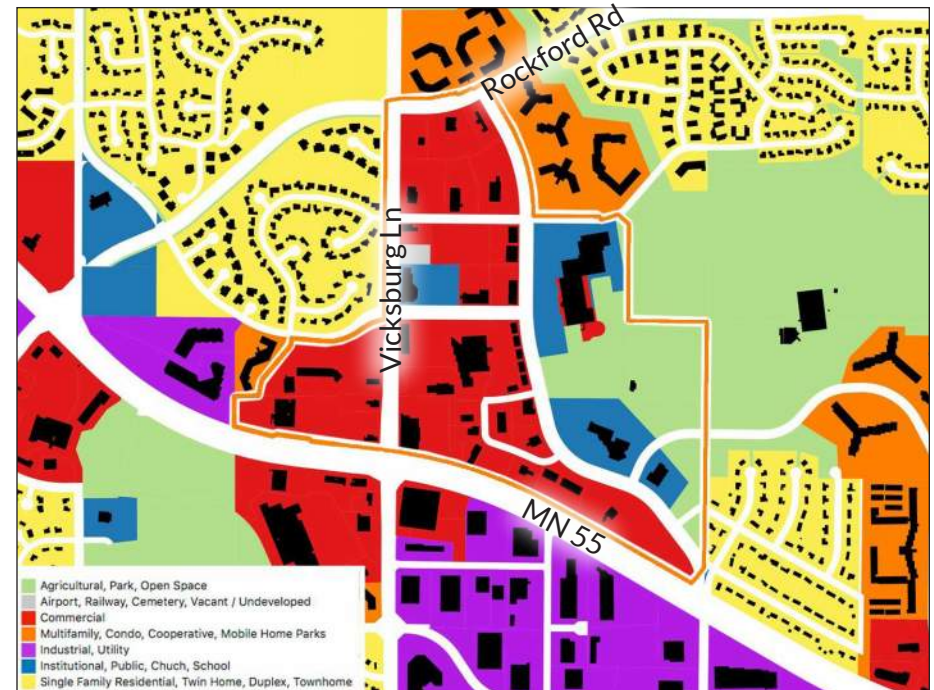 Rockford Rd
Vicksburg Ln
MN 55
Agricultural, Park, Open Space
Airport, Railway, Cemetery, Vacant / Undeveloped
Commercial
Multifamily, Condo, Cooperative, Mobile Home Parks
Industrial, Utility
Institutional, Public, Chuch, School
Single Family Residential, Twin Home, Duplex, Townhome